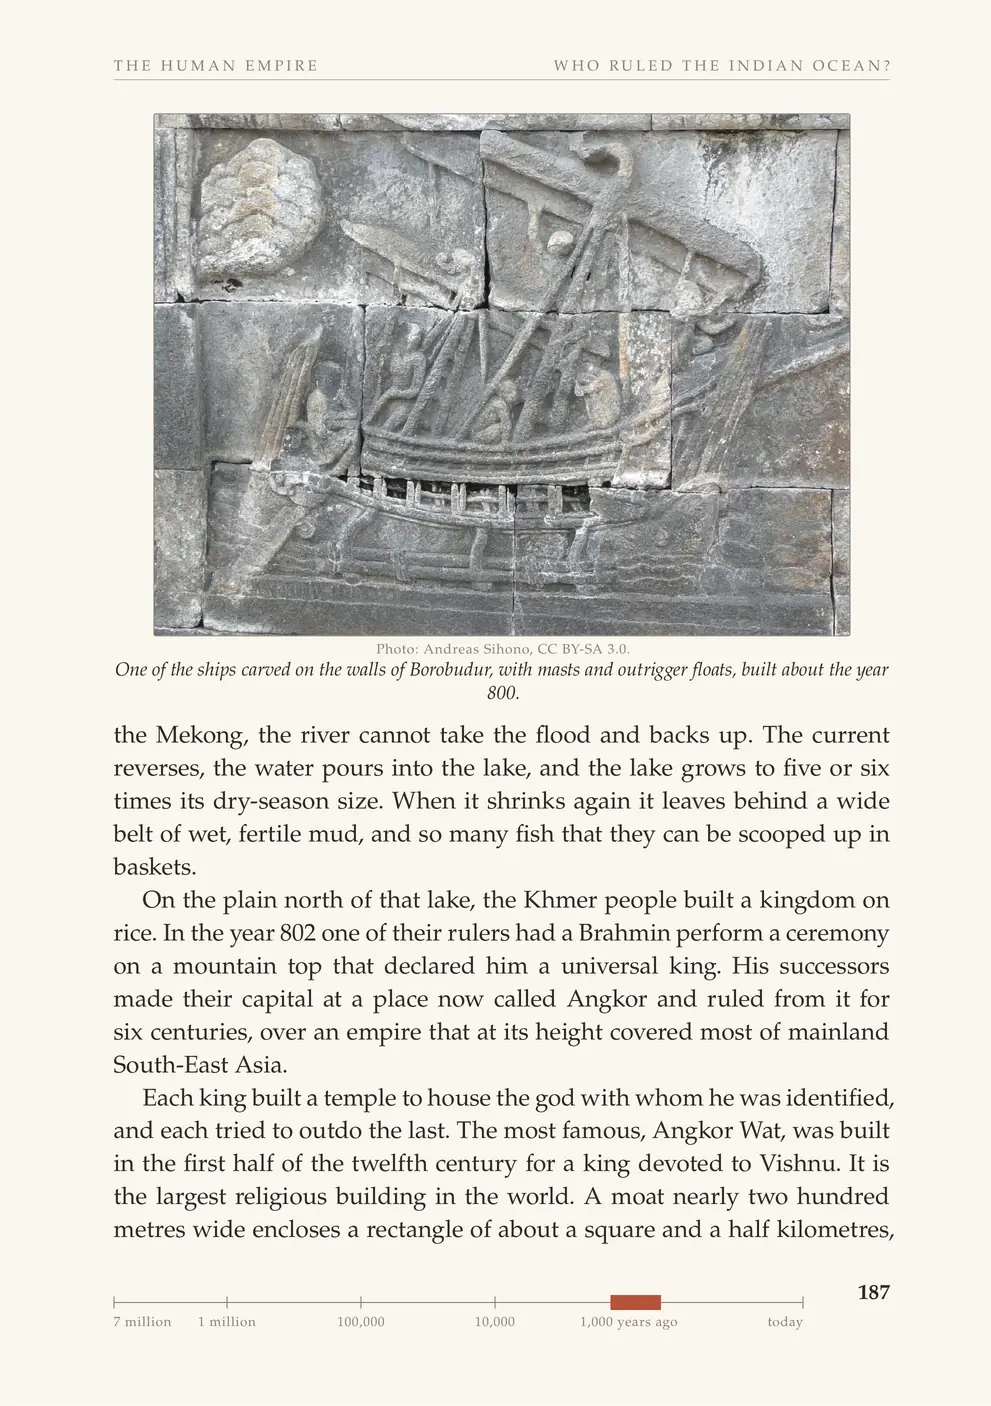 THE HUMAN EMPIRE
WHO RULED THE INDIAN OCEAN?
Photo: Andreas Sihono, CC BY-SA 3.0.
One of the ships carved on the walls of Borobudur, with masts and outrigger floats, built about the year
800.
the Mekong, the river cannot take the flood and backs up. The current
reverses, the water pours into the lake, and the lake grows to five or six
times its dry-season size. When it shrinks again it leaves behind a wide
belt of wet, fertile mud, and so many fish that they can be scooped up in
baskets.
On the plain north of that lake, the Khmer people built a kingdom on
rice. In the year 802 one of their rulers had a Brahmin perform a ceremony
on a mountain top that declared him a universal king. His successors
made their capital at a place now called Angkor and ruled from it for
six centuries, over an empire that at its height covered most of mainland
South-East Asia.
Each king built a temple to house the god with whom he was identified,
and each tried to outdo the last. The most famous, Angkor Wat, was built
in the first half of the twelfth century for a king devoted to Vishnu. It is
the largest religious building in the world. A moat nearly two hundred
metres wide encloses a rectangle of about a square and a half kilometres,
187
7 million 1 million 100,000 10,000 1,000 years ago today